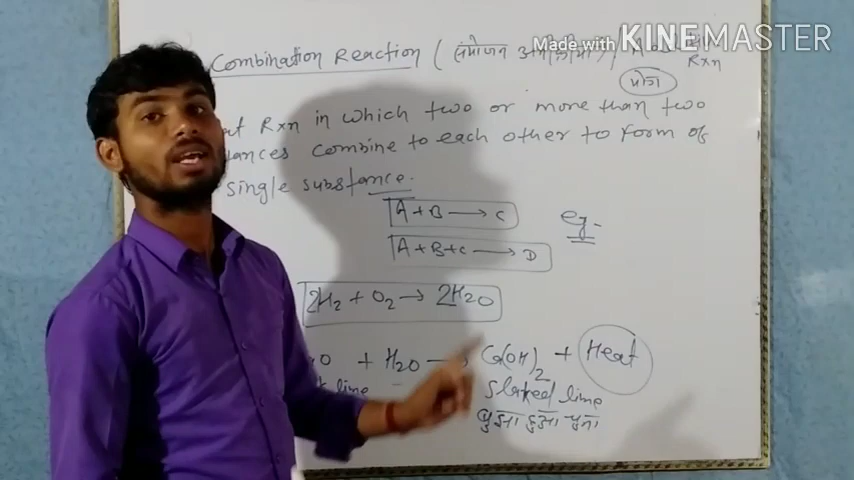 Made with KINEMASTER
Combination Reaction (संयोजन
Rxn
योग
Rxn in which two or more than two
combine to each other to form of
single substance.
A + B → C
eg-
A + B + C → D
2H2 + O2 → 2H2O
+ H2O → Ca(OH)2 + Heat
lime slaked lime
बुझा हुआ चुना